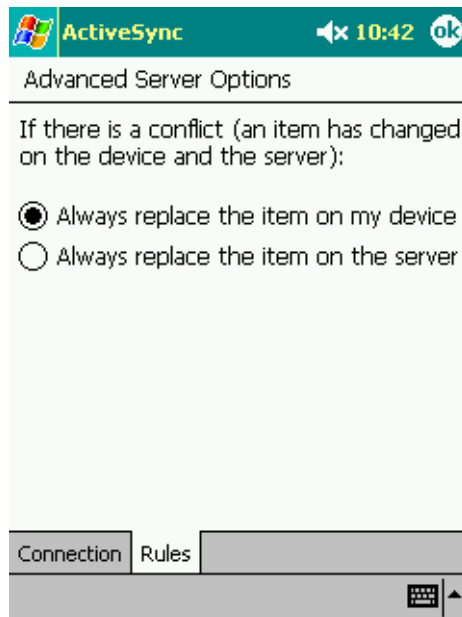 ActiveSync 10:42 ok
Advanced Server Options
If there is a conflict (an item has changed
on the device and the server):
Always replace the item on my device
Always replace the item on the server
Connection Rules